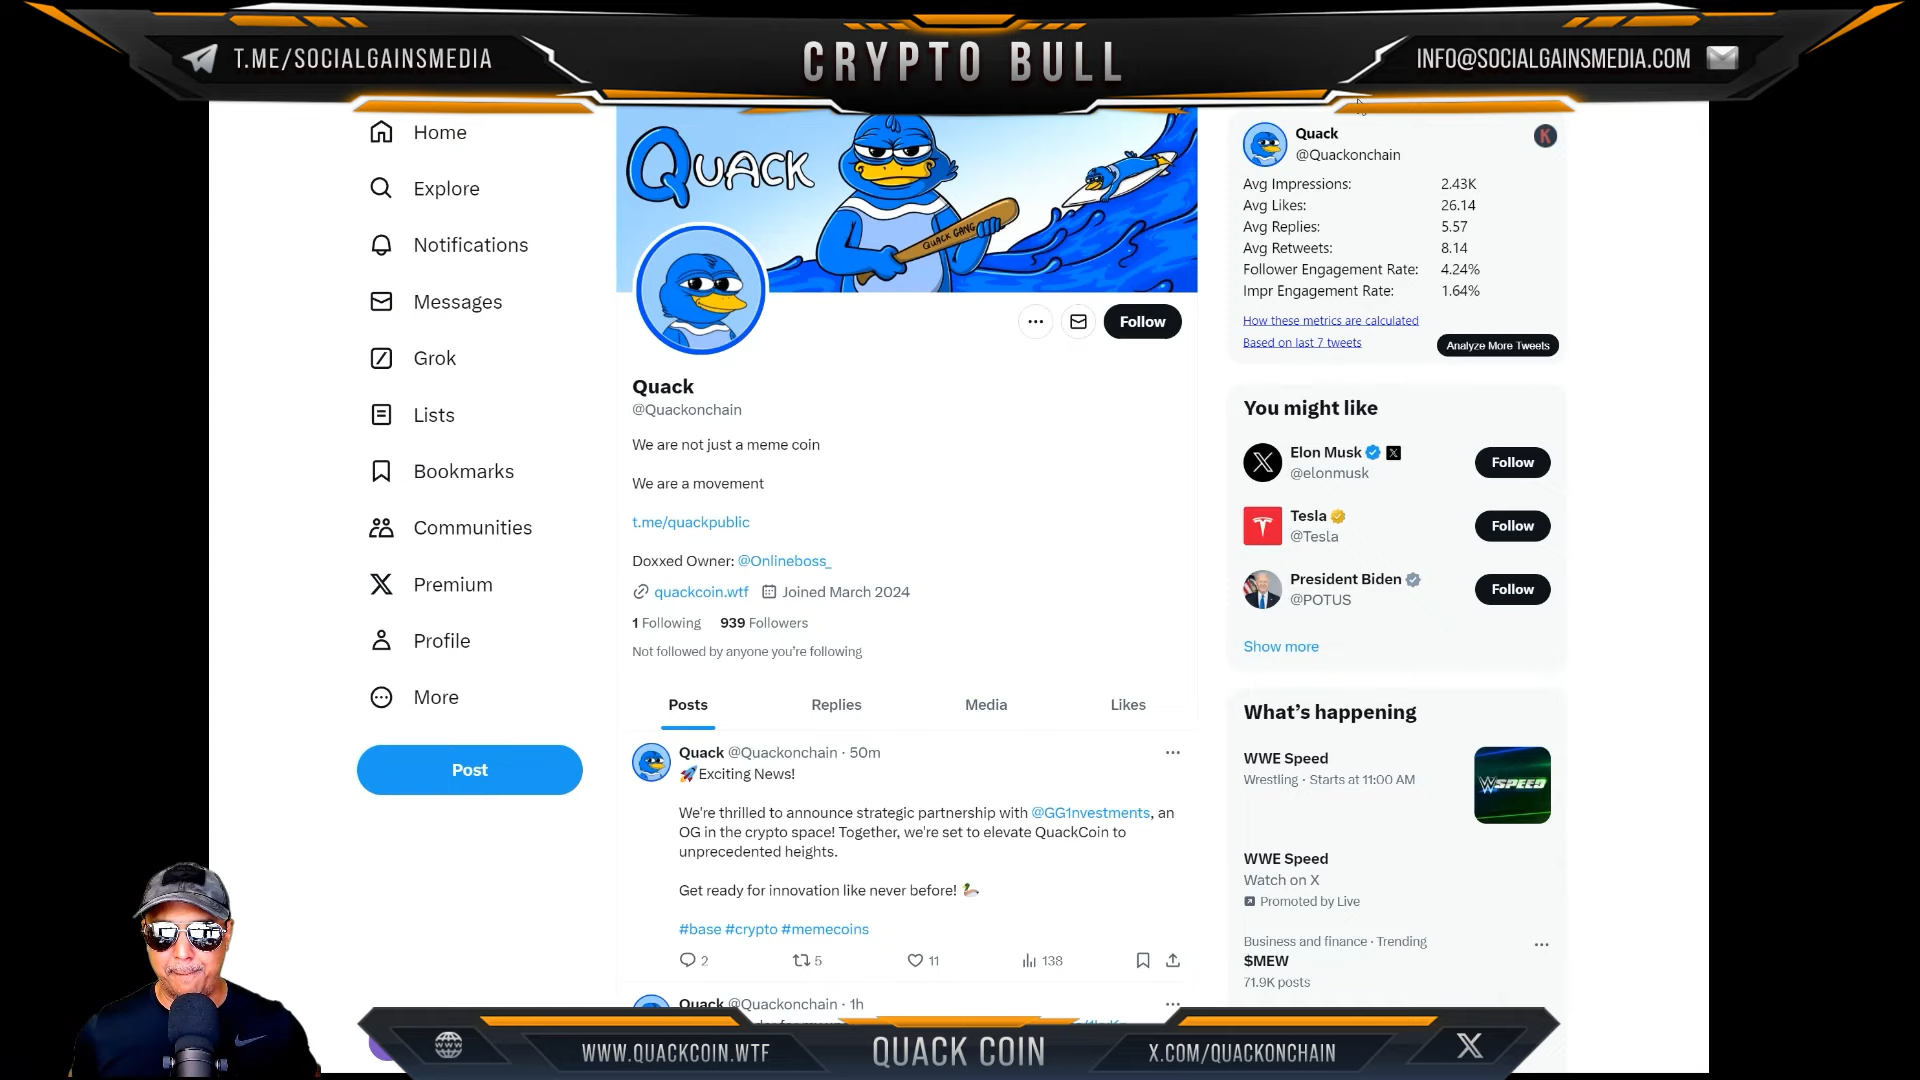 T.ME/SOCIALGAINSMEDIA
CRYPTO BULL
INFO@SOCIALGAINSMEDIA.COM
Home
Explore
Notifications
Messages
Grok
Lists
Bookmarks
Communities
Premium
Profile
More
Post
QUACK
QUACK GANG
Follow
Quack
@Quackonchain
We are not just a meme coin
We are a movement
t.me/quackpublic
Doxxed Owner: @Onlineboss_
quackcoin.wtf Joined March 2024
1 Following 939 Followers
Not followed by anyone you're following
Posts Replies Media Likes
Quack @Quackonchain · 50m
🚀Exciting News!
We're thrilled to announce strategic partnership with @GG1nvestments, an
OG in the crypto space! Together, we're set to elevate QuackCoin to
unprecedented heights.
Get ready for innovation like never before! 🦆
#base #crypto #memecoins
2 5 11 138
Quack @Quackonchain · 1h
Quack
@Quackonchain
K
Avg Impressions: 2.43K
Avg Likes: 26.14
Avg Replies: 5.57
Avg Retweets: 8.14
Follower Engagement Rate: 4.24%
Impr Engagement Rate: 1.64%
How these metrics are calculated
Based on last 7 tweets
Analyze More Tweets
You might like
Elon Musk
@elonmusk
Follow
Tesla
@Tesla
Follow
President Biden
@POTUS
Follow
Show more
What's happening
WWE Speed
Wrestling · Starts at 11:00 AM
SPEED
WWE Speed
Watch on X
Promoted by Live
Business and finance · Trending
$MEW
71.9K posts
WWW.QUACKCOIN.WTF
QUACK COIN
X.COM/QUACKONCHAIN